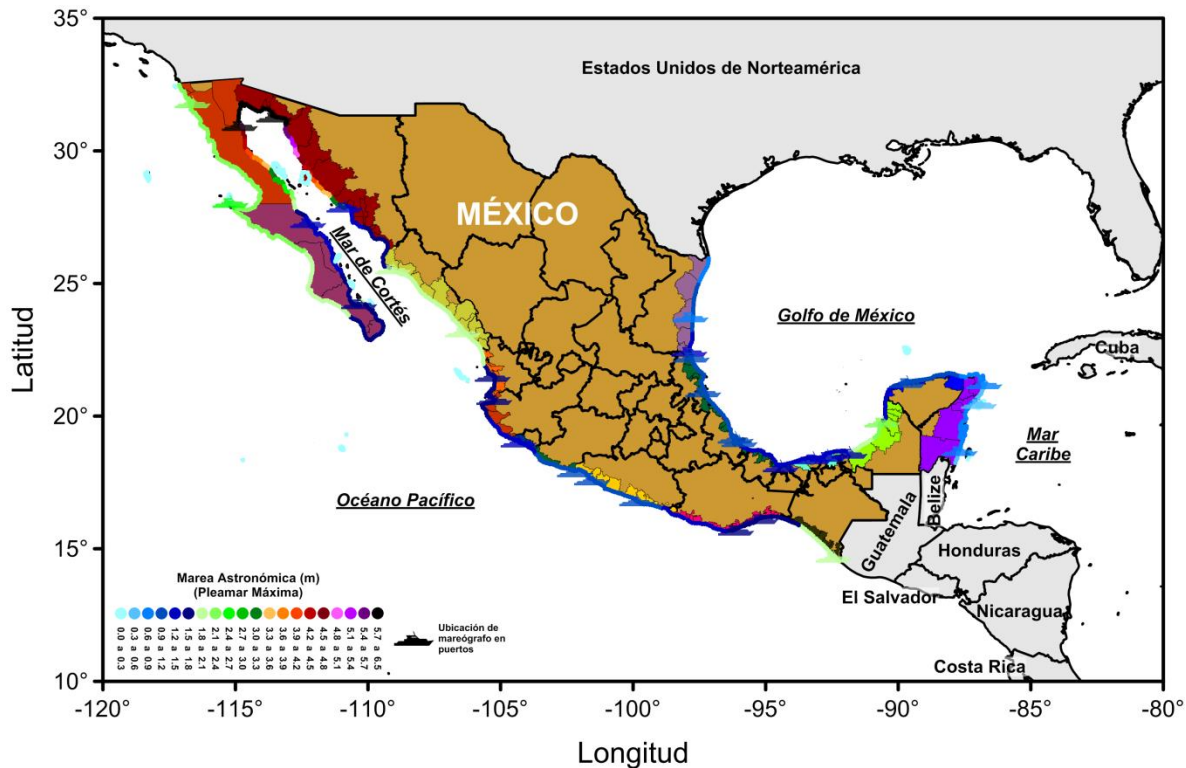 35°
30°
25°
20°
15°
10°
Latitud
-120°
-115°
-110°
-105°
-100°
-95°
-90°
-85°
-80°
Longitud
Estados Unidos de Norteamérica
MÉXICO
Mar de Cortés
Golfo de México
Cuba
Mar
Caribe
Océano Pacífico
Belize
Guatemala
Honduras
El Salvador
Nicaragua
Costa Rica
Marea Astronómica (m)
(Pleamar Máxima)
0.0 a 0.3
0.3 a 0.6
0.6 a 0.9
0.9 a 1.2
1.2 a 1.5
1.5 a 1.8
1.8 a 2.1
2.1 a 2.4
2.4 a 2.7
2.7 a 3.0
3.0 a 3.3
3.3 a 3.6
3.6 a 3.9
3.9 a 4.2
4.2 a 4.5
4.5 a 4.8
4.8 a 5.1
5.1 a 5.4
5.4 a 5.7
5.7 a 6.5
Ubicación de
mareógrafo en
puertos